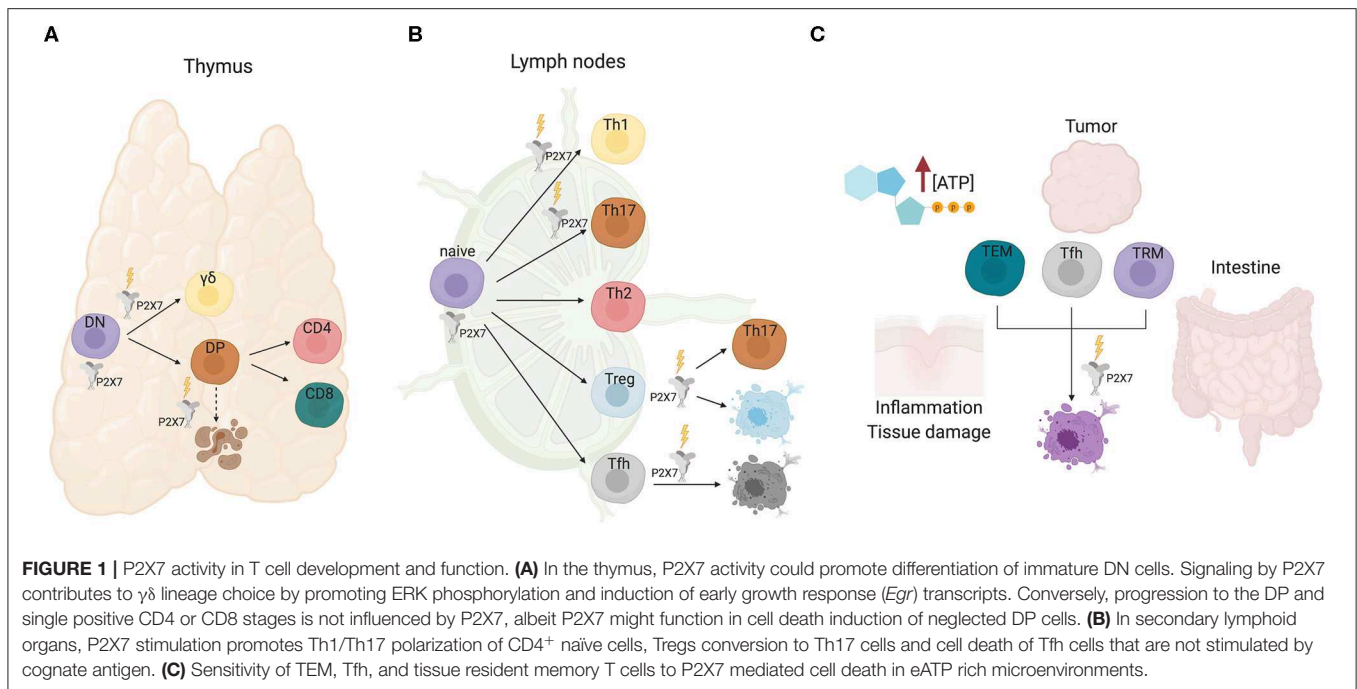 A
Thymus
γδ
P2X7
DN
P2X7
DP
P2X7
CD4
CD8
B
Lymph nodes
Th1
P2X7
Th17
P2X7
naive
P2X7
Th2
Treg
Th17
P2X7
Tfh
P2X7
C
Tumor
[ATP]
P P P
TEM
Tfh
TRM
Intestine
P2X7
Inflammation
Tissue damage
FIGURE 1 | P2X7 activity in T cell development and function. (A) In the thymus, P2X7 activity could promote differentiation of immature DN cells. Signaling by P2X7
contributes to γδ lineage choice by promoting ERK phosphorylation and induction of early growth response (Egr) transcripts. Conversely, progression to the DP and
single positive CD4 or CD8 stages is not influenced by P2X7, albeit P2X7 might function in cell death induction of neglected DP cells. (B) In secondary lymphoid
organs, P2X7 stimulation promotes Th1/Th17 polarization of CD4⁺ naïve cells, Tregs conversion to Th17 cells and cell death of Tfh cells that are not stimulated by
cognate antigen. (C) Sensitivity of TEM, Tfh, and tissue resident memory T cells to P2X7 mediated cell death in eATP rich microenvironments.